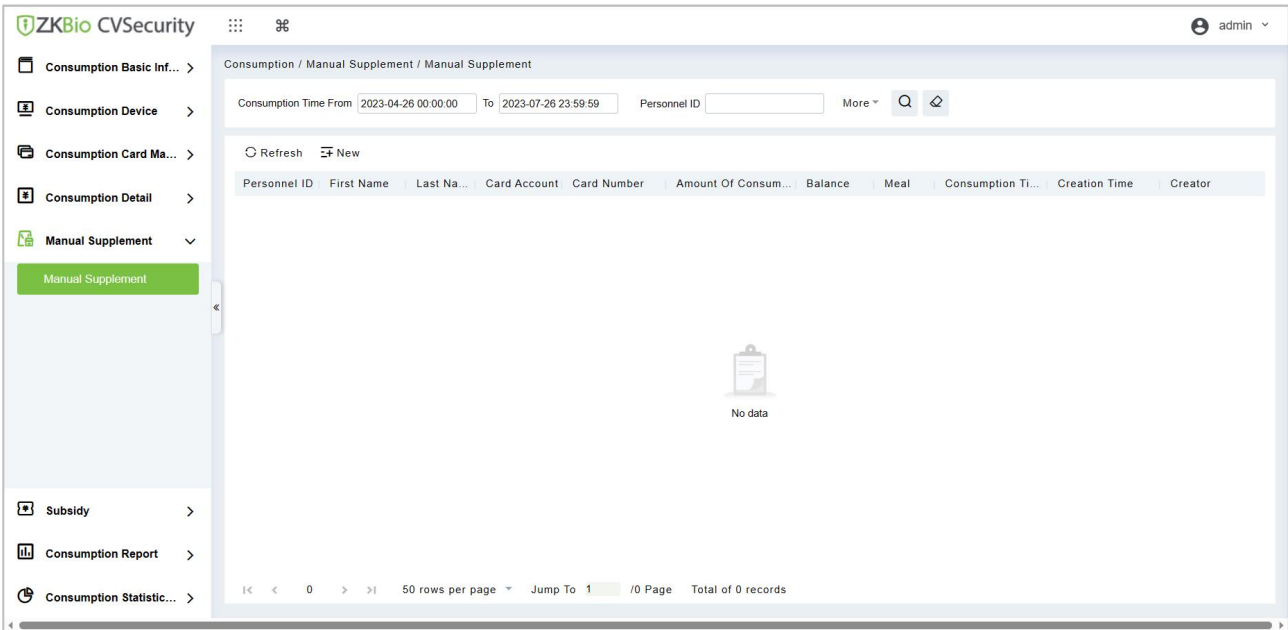 ZKBio CVSecurity
admin
Consumption Basic Inf...
Consumption Device
Consumption Card Ma...
Consumption Detail
Manual Supplement
Manual Supplement
Subsidy
Consumption Report
Consumption Statistic...
Consumption / Manual Supplement / Manual Supplement
Consumption Time From 2023-04-26 00:00:00 To 2023-07-26 23:59:59 Personnel ID More
Refresh New
Personnel ID First Name Last Na... Card Account Card Number Amount Of Consum... Balance Meal Consumption Ti... Creation Time Creator
No data
0 50 rows per page Jump To 1 /0 Page Total of 0 records